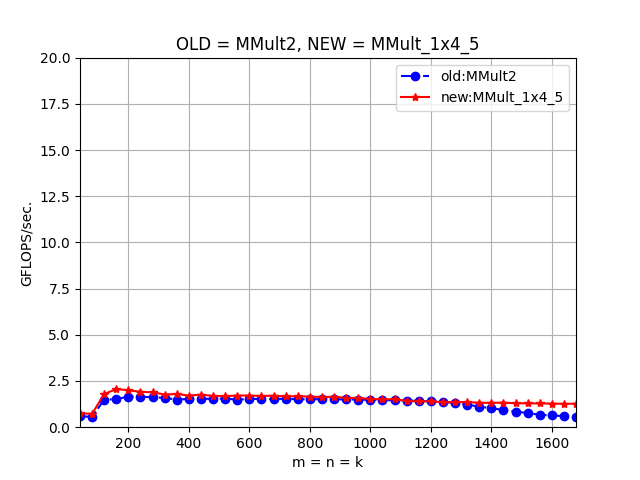 OLD = MMult2, NEW = MMult_1x4_5
20.0
17.5
15.0
12.5
10.0
7.5
5.0
2.5
0.0
GFLOPS/sec.
old:MMult2
new:MMult_1x4_5
200 400 600 800 1000 1200 1400 1600
m = n = k